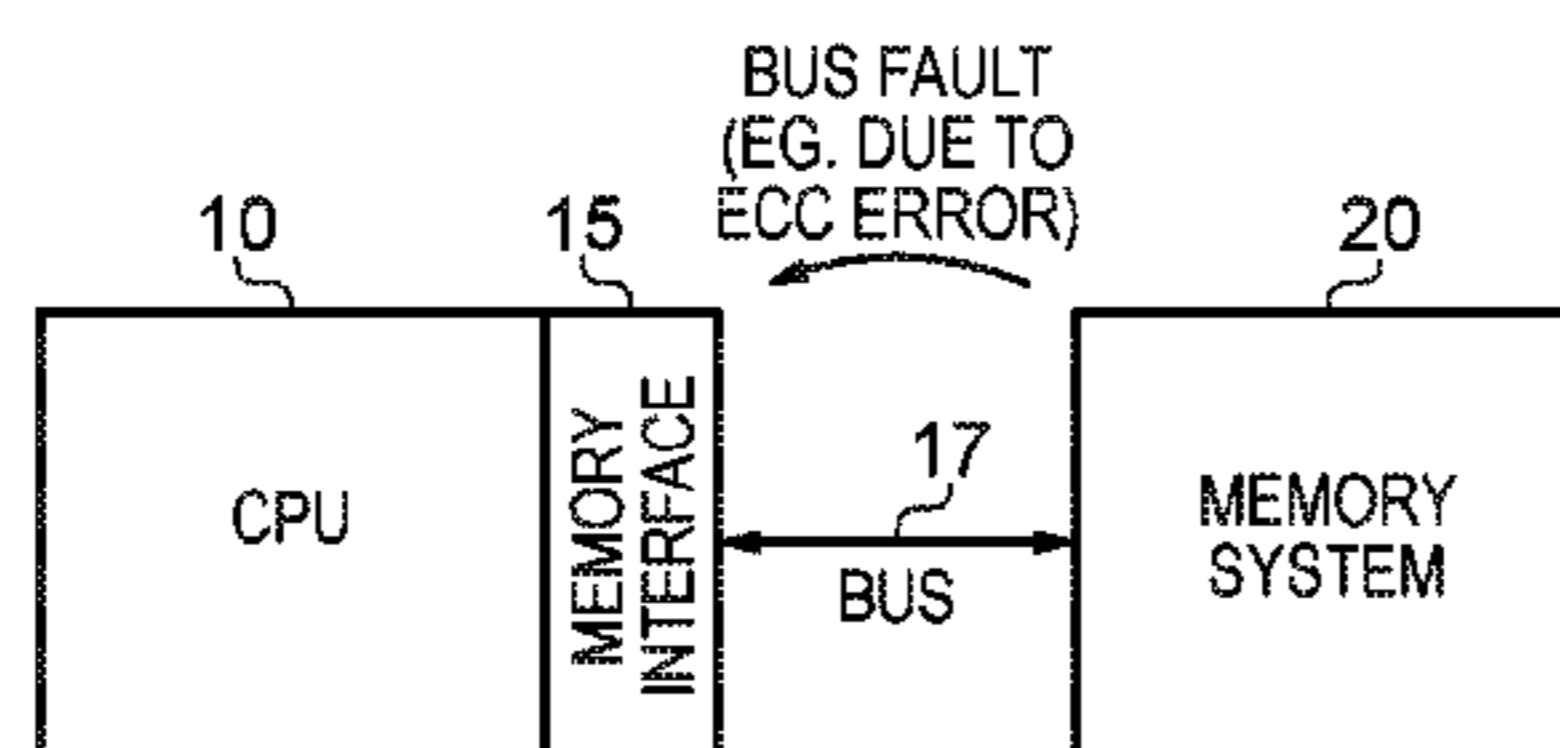 BUS FAULT
(EG. DUE TO
ECC ERROR)
10
15
20
CPU
MEMORY
INTERFACE
17
BUS
MEMORY
SYSTEM